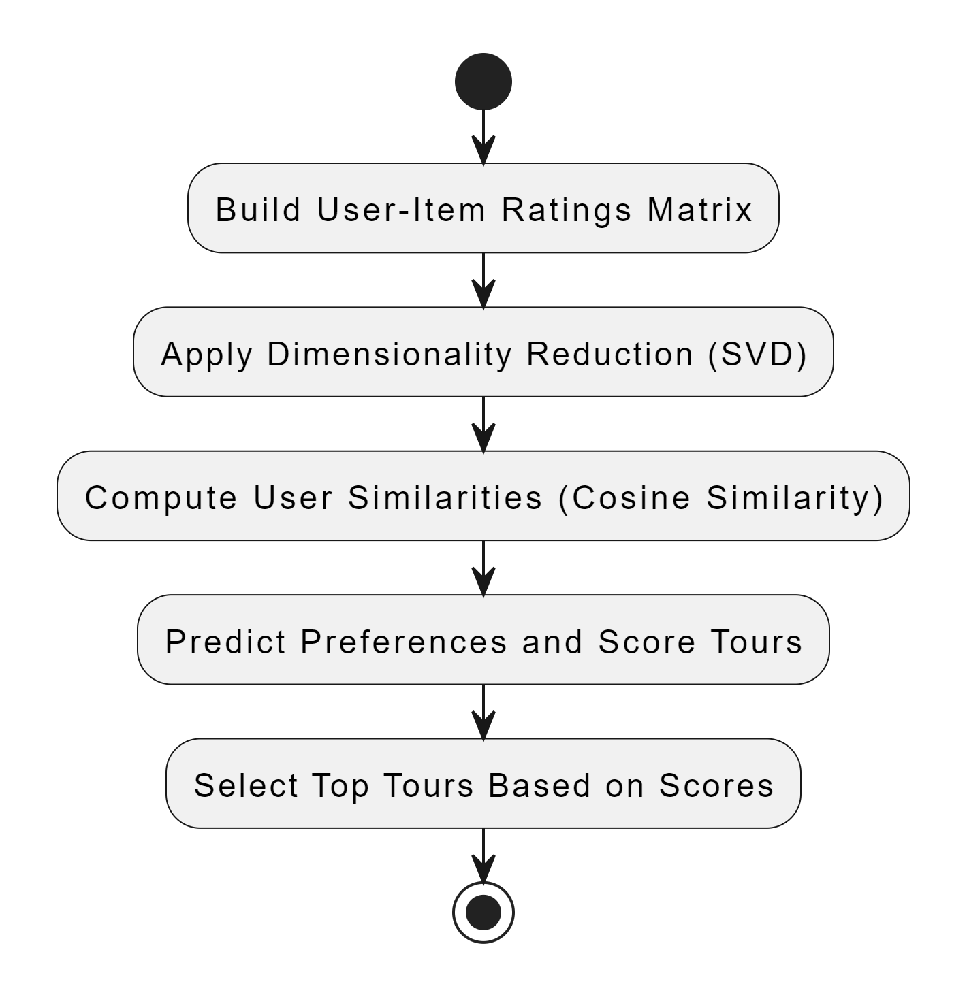 Build User-Item Ratings Matrix
Apply Dimensionality Reduction (SVD)
Compute User Similarities (Cosine Similarity)
Predict Preferences and Score Tours
Select Top Tours Based on Scores